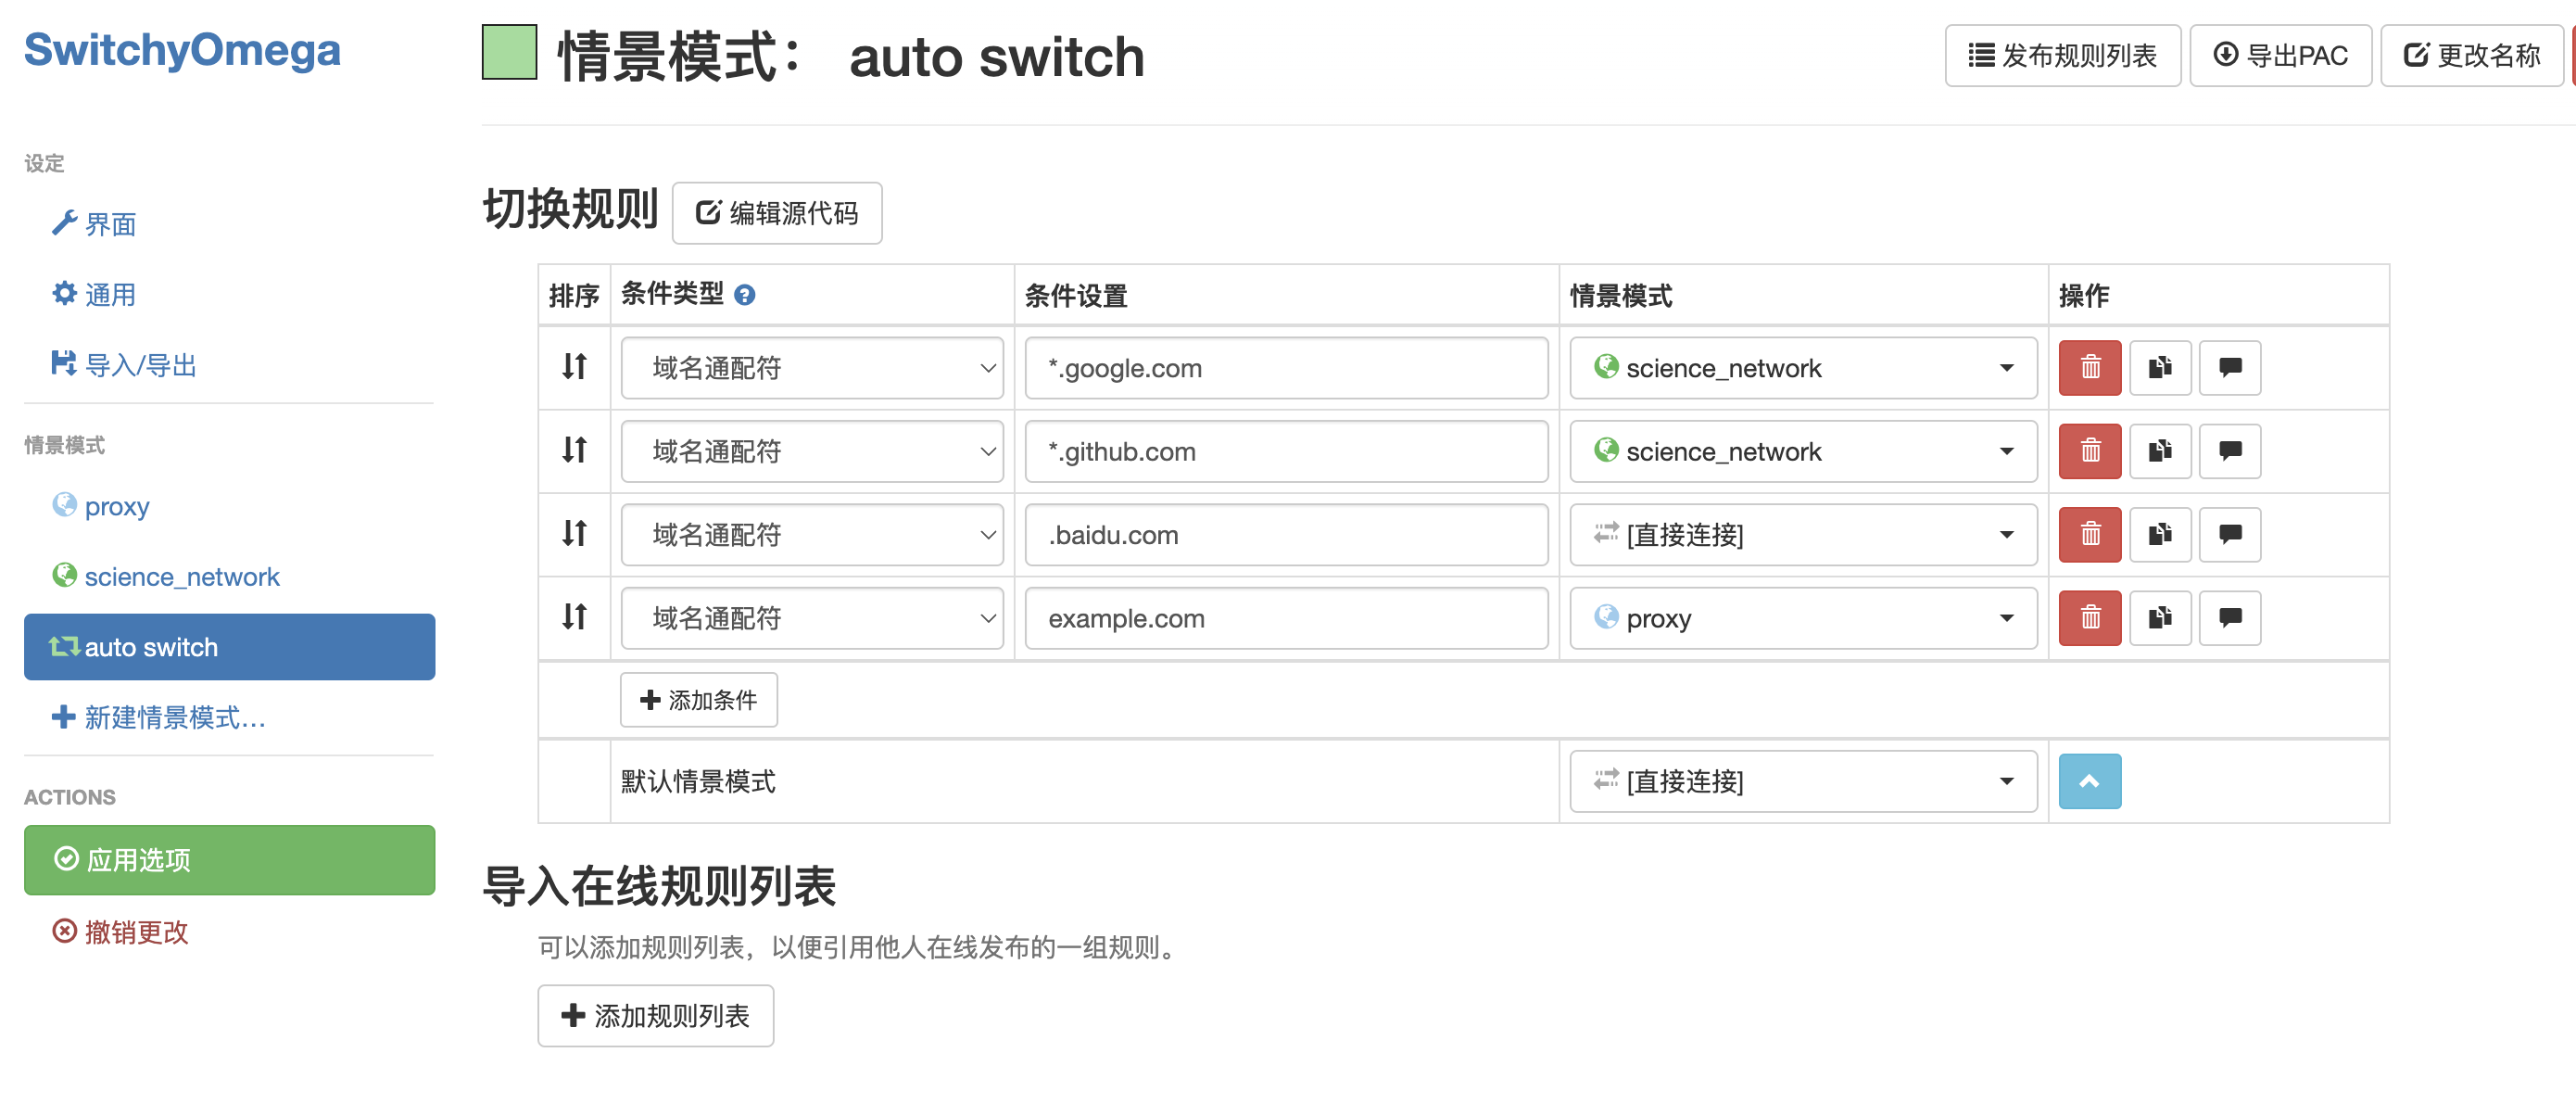 SwitchyOmega
设定
界面
通用
导入/导出
情景模式
proxy
science_network
auto switch
新建情景模式...
ACTIONS
应用选项
撤销更改
情景模式： auto switch
发布规则列表 导出PAC 更改名称
切换规则 编辑源代码
排序 条件类型 条件设置 情景模式 操作
域名通配符 *.google.com science_network
域名通配符 *.github.com science_network
域名通配符 .baidu.com [直接连接]
域名通配符 example.com proxy
添加条件
默认情景模式 [直接连接]
导入在线规则列表
可以添加规则列表，以便引用他人在线发布的一组规则。
添加规则列表